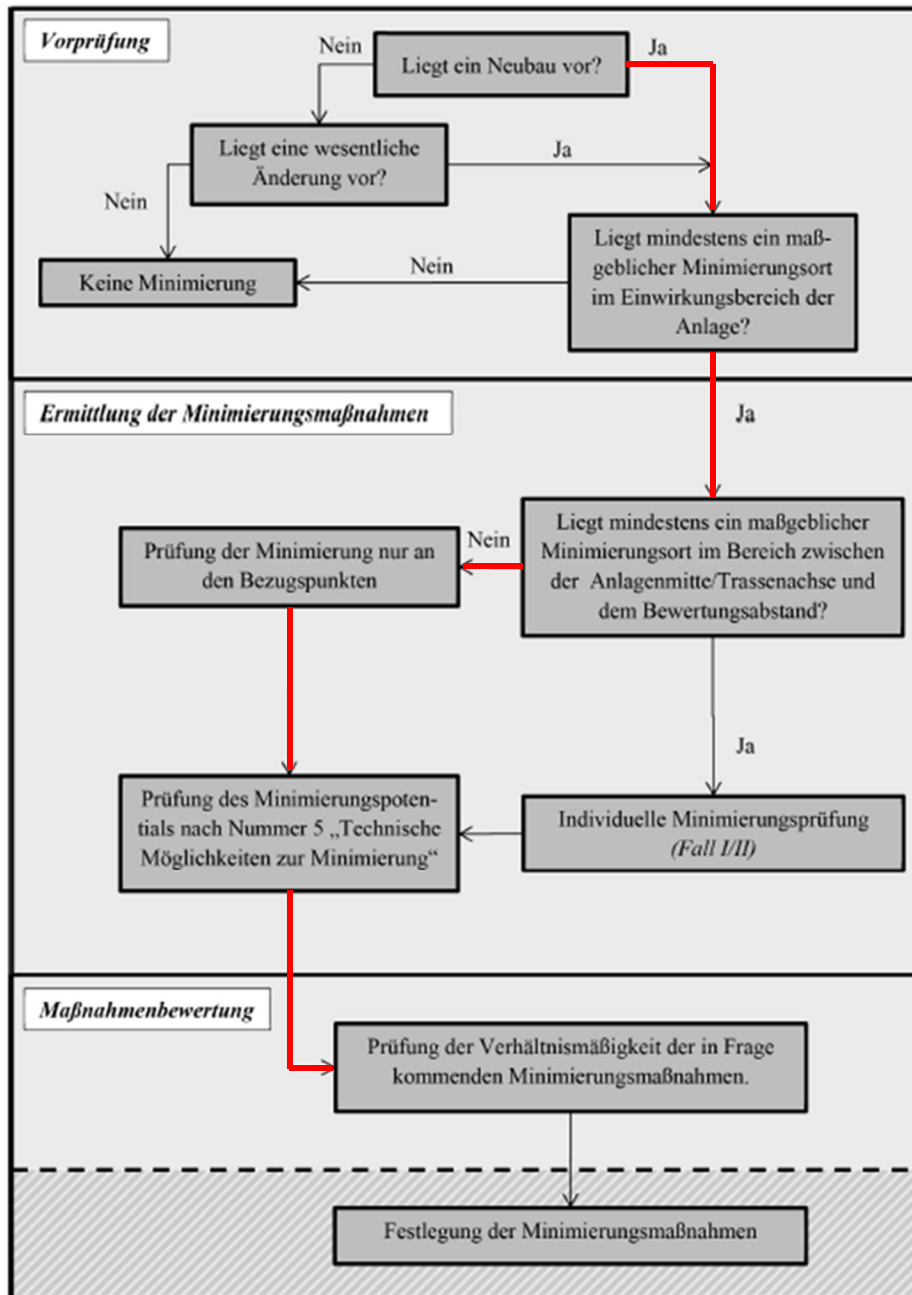 Vorprüfung
Nein
Ja
Liegt ein Neubau vor?
Liegt eine wesentliche
Änderung vor?
Ja
Nein
Liegt mindestens ein maß-
geblicher Minimierungsort
im Einwirkungsbereich der
Anlage?
Nein
Keine Minimierung
Ermittlung der Minimierungsmaßnahmen
Ja
Liegt mindestens ein maßgeblicher
Minimierungsort im Bereich zwischen
der Anlagenmitte/Trassenachse und
dem Bewertungsabstand?
Nein
Prüfung der Minimierung nur an
den Bezugspunkten
Ja
Prüfung des Minimierungspoten-
tials nach Nummer 5 „Technische
Möglichkeiten zur Minimierung“
Individuelle Minimierungsprüfung
(Fall I/II)
Maßnahmenbewertung
Prüfung der Verhältnismäßigkeit der in Frage
kommenden Minimierungsmaßnahmen.
Festlegung der Minimierungsmaßnahmen